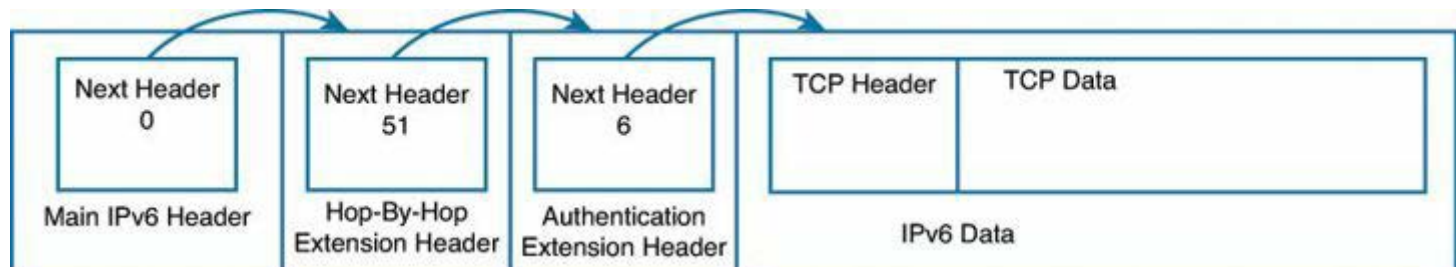 Next Header
0
Main IPv6 Header
Next Header
51
Hop-By-Hop
Extension Header
Next Header
6
Authentication
Extension Header
TCP Header
TCP Data
IPv6 Data